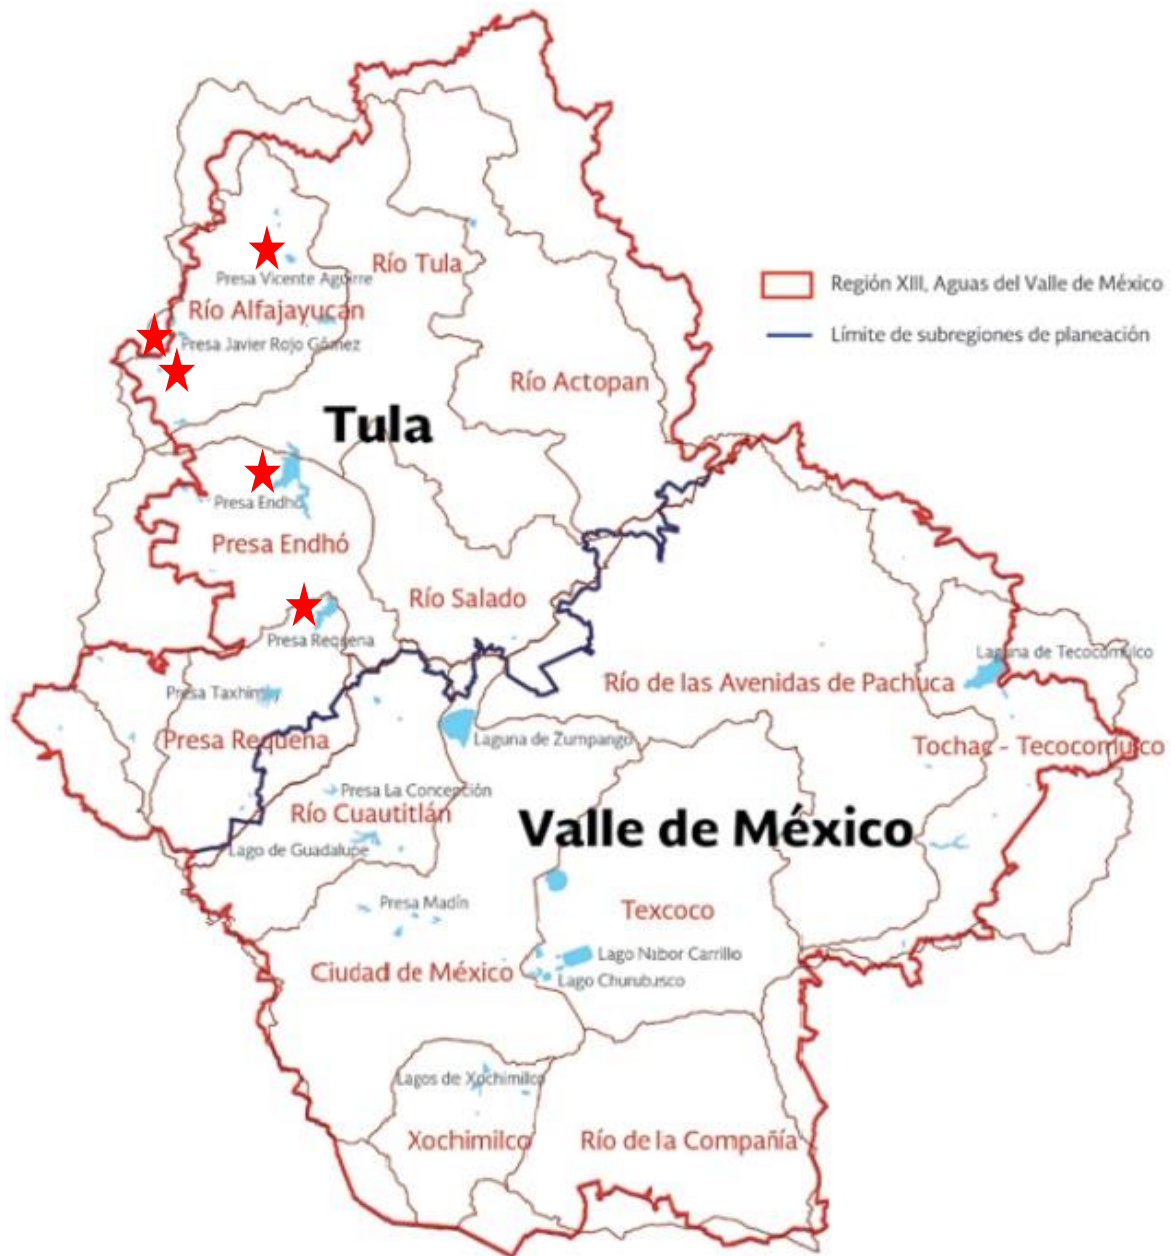 Río Tula
Presa Vicente Aguirre
Río Alfajayucan
Presa Javier Rojo Gómez
Región XIII, Aguas del Valle de México
Límite de subregiones de planeación
Río Actopan
Tula
Presa Endhó
Presa Endhó
Río Salado
Presa Requena
Laguna de Tecocomulco
Río de las Avenidas de Pachuca
Presa Taxhimay
Presa Requena
Laguna de Zumpango
Tochac - Tecocomulco
Presa La Concepción
Río Cuautitlán
Valle de México
Lago de Guadalupe
Presa Madín
Texcoco
Lago Nabor Carrillo
Ciudad de México
Lago Churubusco
Lagos de Xochimilco
Xochimilco
Río de la Compañía